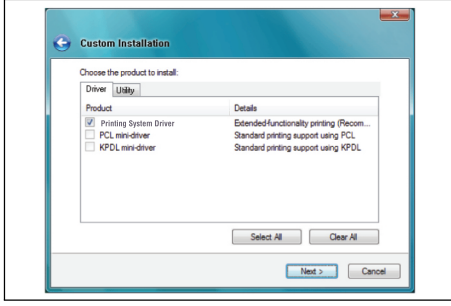 Custom Installation
Choose the product to install:
Driver Utility
Product Details
Printing System Driver Extended-functionality printing (Recom...
PCL mini-driver Standard printing support using PCL
KPDL mini-driver Standard printing support using KPDL
Select All Clear All
Next > Cancel